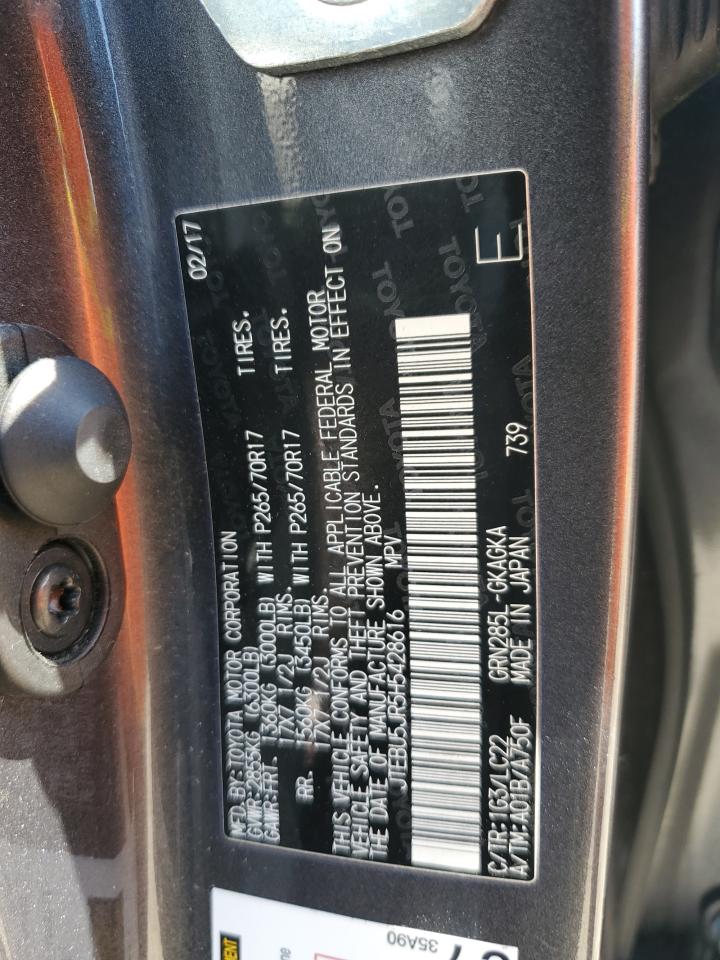 MFD. BY: TOYOTA MOTOR CORPORATION 02/17
GVWR: 2855KG (6300LB)
GAWR: FRT. 1360KG (3000LB) WITH P265/70R17 TIRES.
17X7 1/2J RIMS.
RR. 1560KG (3450LB) WITH P265/70R17 TIRES.
17X7 1/2J RIMS.
THIS VEHICLE CONFORMS TO ALL APPLICABLE FEDERAL MOTOR
VEHICLE SAFETY AND THEFT PREVENTION STANDARDS IN EFFECT ON
THE DATE OF MANUFACTURE SHOWN ABOVE.
JTEBU5JR5H5428616 MPV
C/TR: 1G3/LC22 GRN285L-GKAGKA 739 E
A/TM: A01B/A750F MADE IN JAPAN
35A90